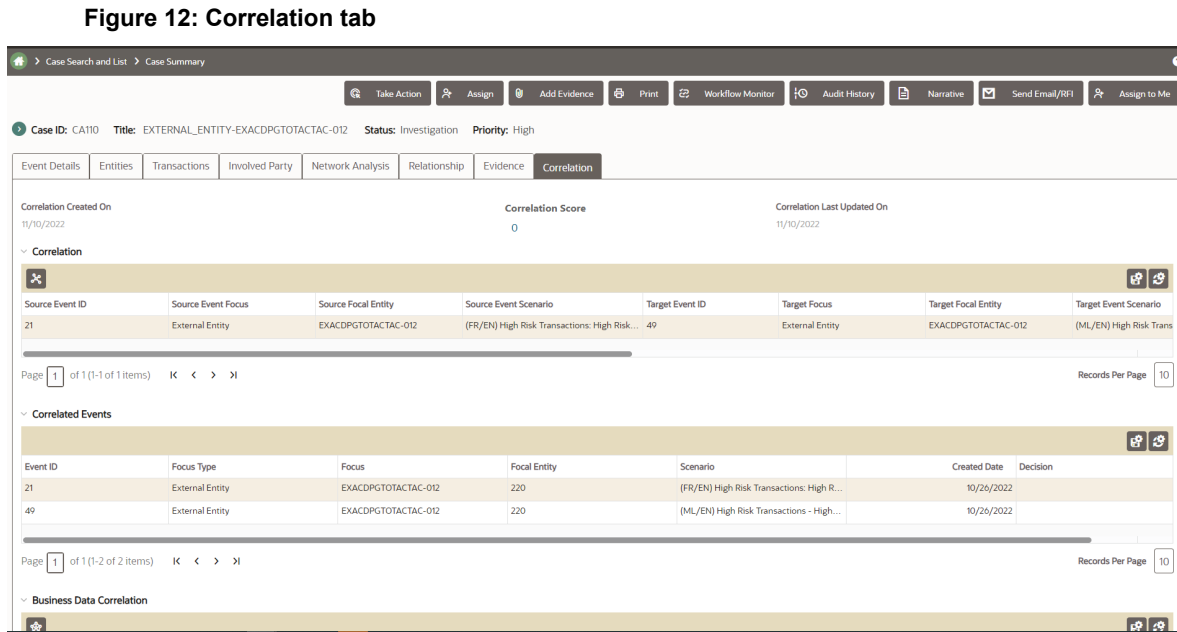 Figure 12: Correlation tab
> Case Search and List > Case Summary
Take Action Assign Add Evidence Print Workflow Monitor Audit History Narrative Send Email/RFI Assign to Me
Case ID: CA110 Title: EXTERNAL_ENTITY-EXACDPGTOTACTAC-012 Status: Investigation Priority: High
Event Details Entities Transactions Involved Party Network Analysis Relationship Evidence Correlation
Correlation Created On Correlation Score Correlation Last Updated On
11/10/2022 0 11/10/2022
Correlation
Source Event ID Source Event Focus Source Focal Entity Source Event Scenario Target Event ID Target Focus Target Focal Entity Target Event Scenario
21 External Entity EXACDPGTOTACTAC-012 (FR/EN) High Risk Transactions: High Risk... 49 External Entity EXACDPGTOTACTAC-012 (ML/EN) High Risk Trans
Page 1 of 1 (1-1 of 1 items) Records Per Page 10
Correlated Events
Event ID Focus Type Focus Focal Entity Scenario Created Date Decision
21 External Entity EXACDPGTOTACTAC-012 220 (FR/EN) High Risk Transactions: High R... 10/26/2022
49 External Entity EXACDPGTOTACTAC-012 220 (ML/EN) High Risk Transactions - High... 10/26/2022
Page 1 of 1 (1-2 of 2 items) Records Per Page 10
Business Data Correlation